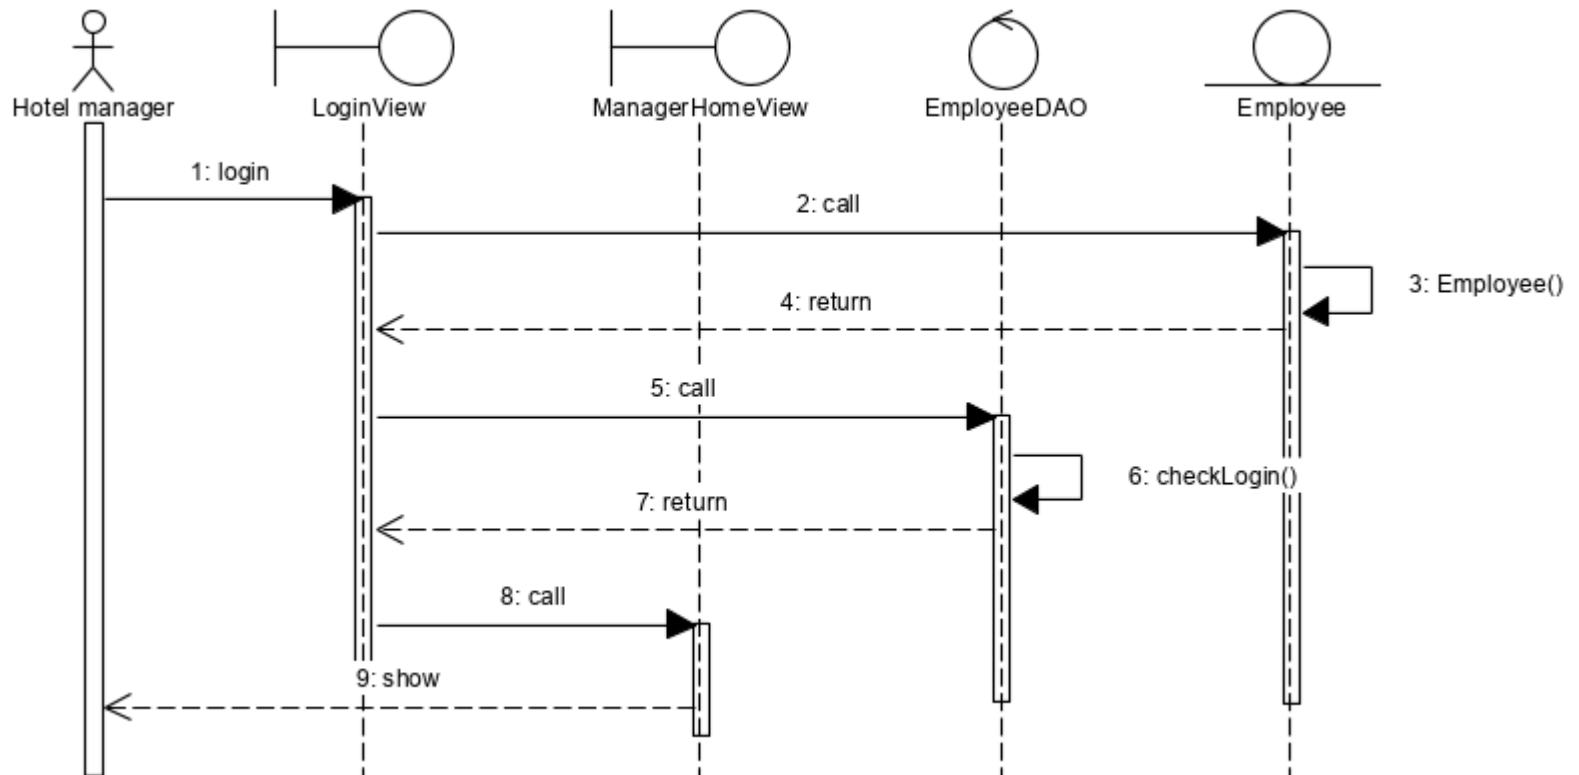 Hotel manager
LoginView
ManagerHomeView
EmployeeDAO
Employee
1: login
2: call
3: Employee()
4: return
5: call
6: checkLogin()
7: return
8: call
9: show